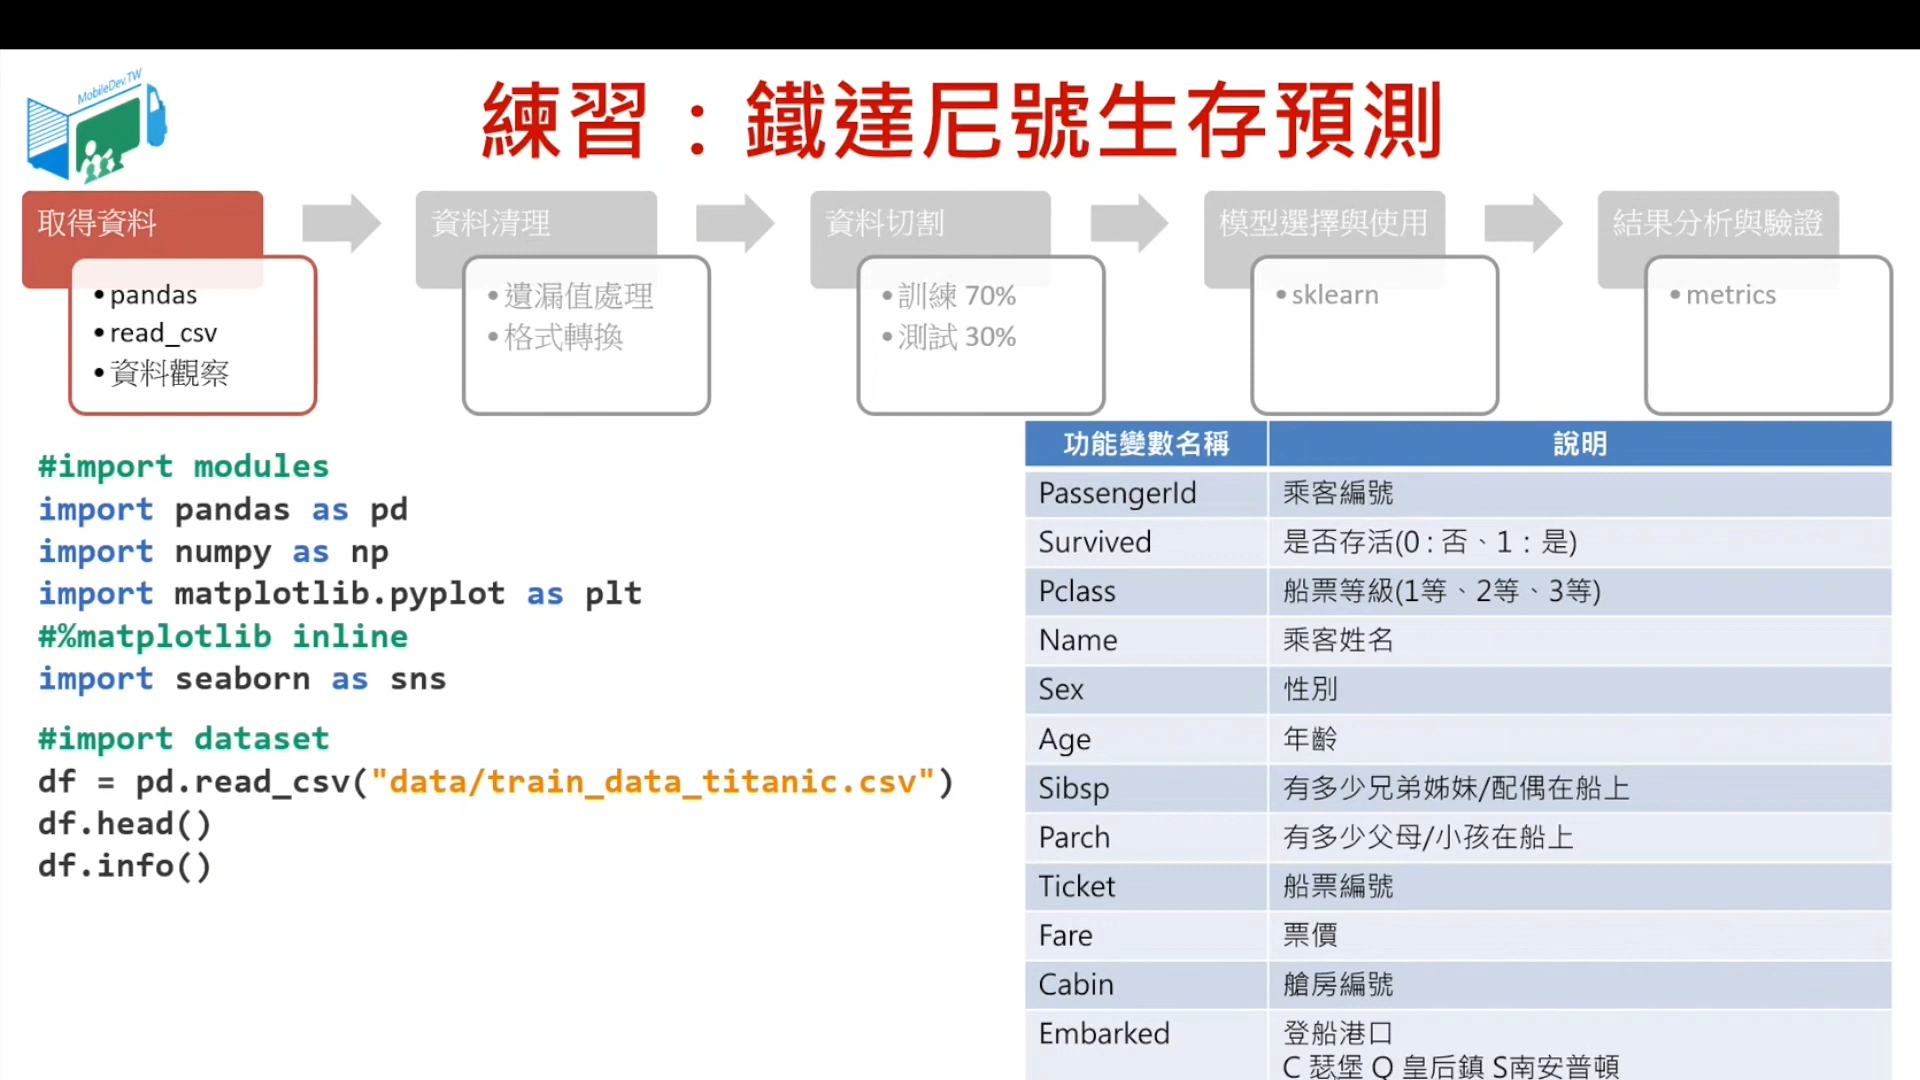 MobileDev.TW
練習：鐵達尼號生存預測
取得資料
•pandas
•read_csv
•資料觀察
資料清理
•遺漏值處理
•格式轉換
資料切割
•訓練 70%
•測試 30%
模型選擇與使用
•sklearn
結果分析與驗證
•metrics
#import modules
import pandas as pd
import numpy as np
import matplotlib.pyplot as plt
#%matplotlib inline
import seaborn as sns
#import dataset
df = pd.read_csv("data/train_data_titanic.csv")
df.head()
df.info()
功能變數名稱 說明
PassengerId 乘客編號
Survived 是否存活(0 : 否、1：是)
Pclass 船票等級(1等、2等、3等)
Name 乘客姓名
Sex 性別
Age 年齡
Sibsp 有多少兄弟姊妹/配偶在船上
Parch 有多少父母/小孩在船上
Ticket 船票編號
Fare 票價
Cabin 艙房編號
Embarked 登船港口
C 瑟堡 Q 皇后鎮 S南安普頓